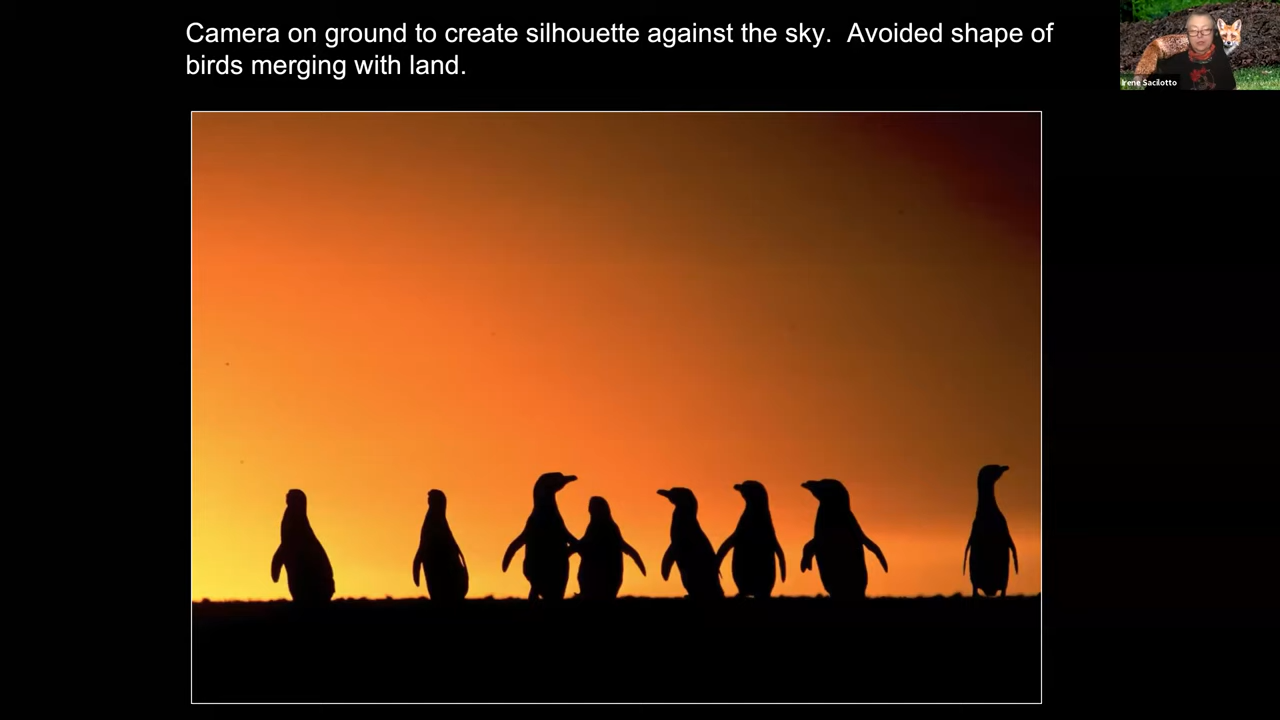 Camera on ground to create silhouette against the sky.  Avoided shape of
birds merging with land.
Irene Sacilotto